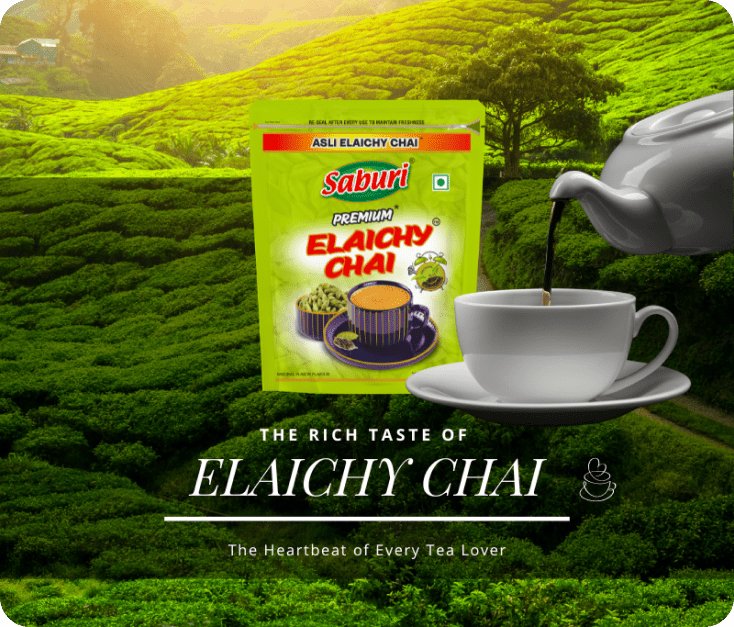 RE-SEAL AFTER EVERY USE TO MAINTAIN FRESHNESS
ASLI ELAICHY CHAI
Saburi
PREMIUM
ELAICHY
CHAI
THE RICH TASTE OF
ELAICHY CHAI
The Heartbeat of Every Tea Lover